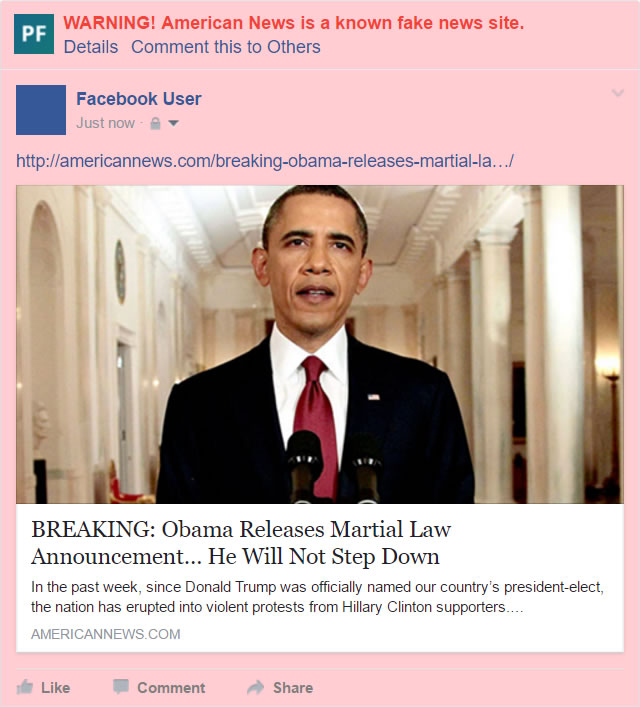 PF
WARNING! American News is a known fake news site.
Details Comment this to Others
Facebook User
Just now ·
http://americannews.com/breaking-obama-releases-martial-la…/
BREAKING: Obama Releases Martial Law
Announcement... He Will Not Step Down
In the past week, since Donald Trump was officially named our country's president-elect,
the nation has erupted into violent protests from Hillary Clinton supporters.…
AMERICANNEWS.COM
Like Comment Share